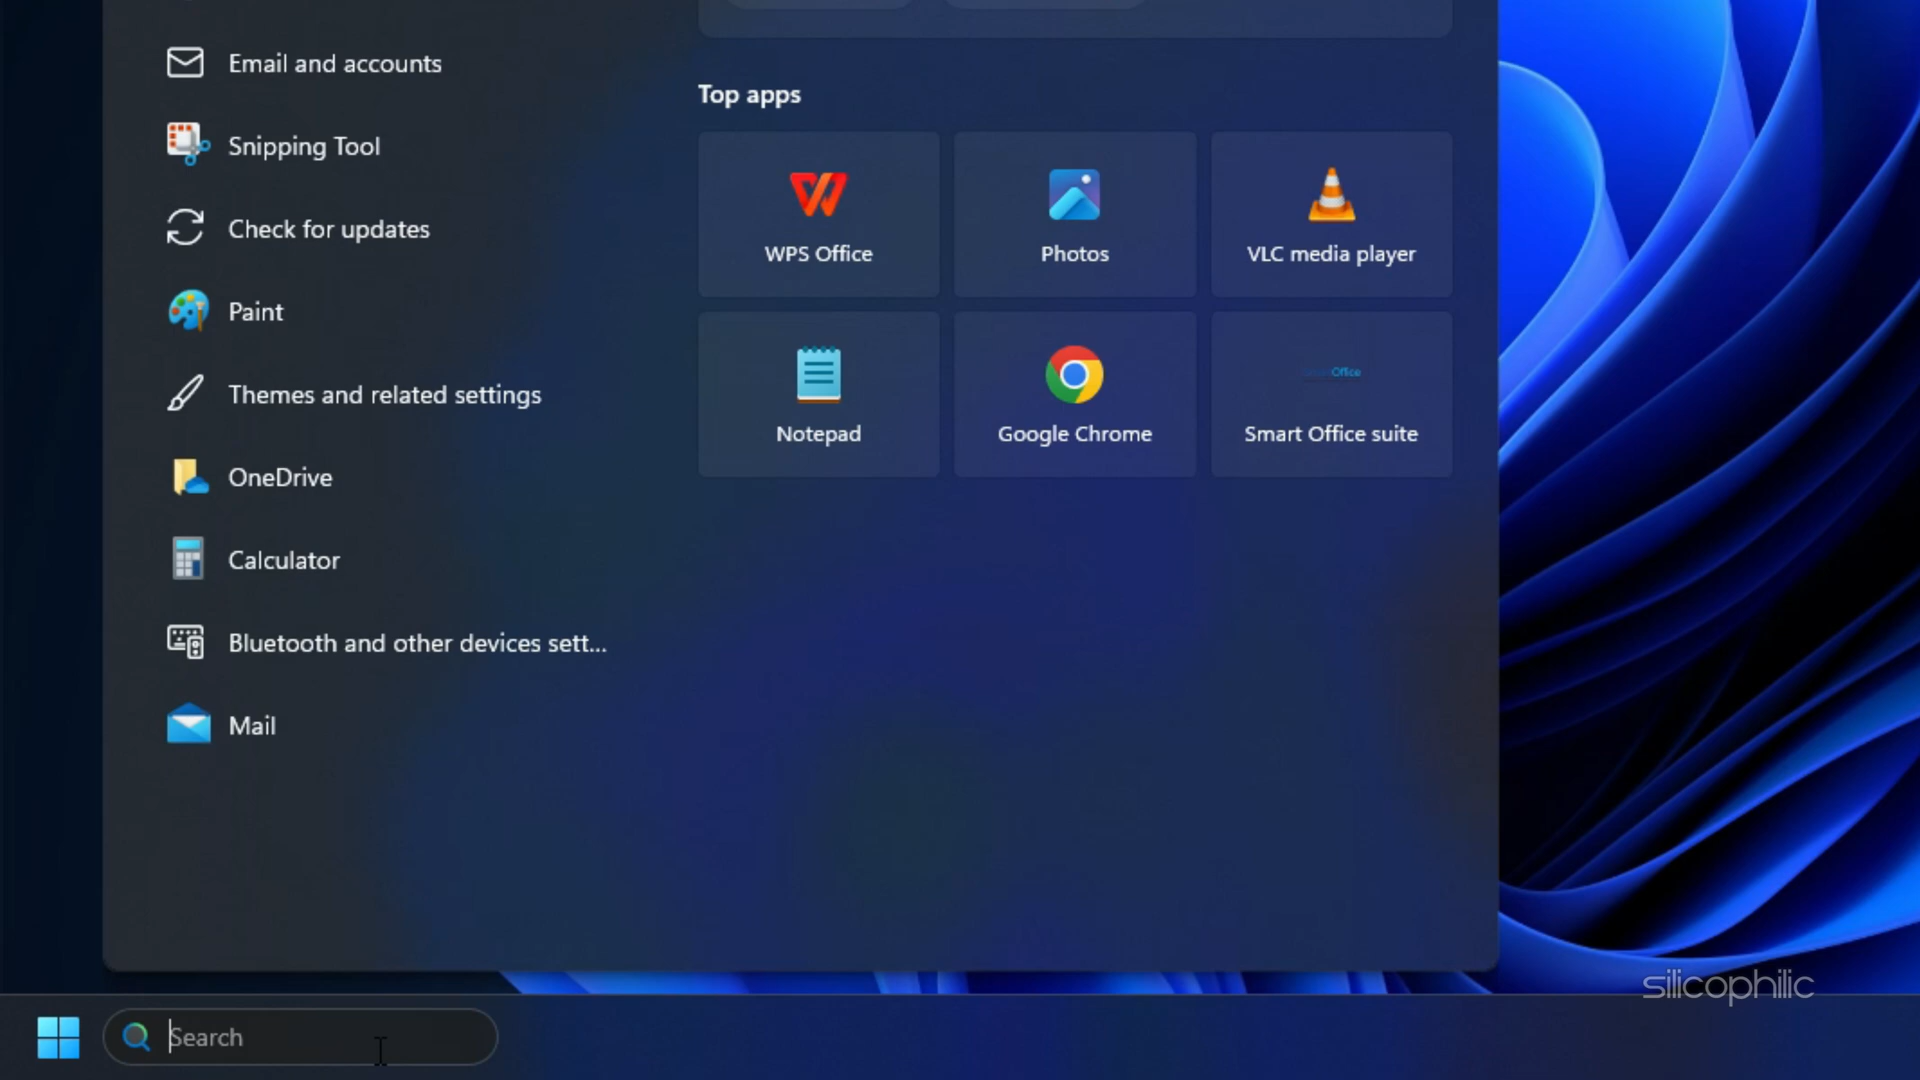 Email and accounts
Snipping Tool
Check for updates
Paint
Themes and related settings
OneDrive
Calculator
Bluetooth and other devices sett...
Mail
Top apps
WPS Office
Photos
VLC media player
Notepad
Google Chrome
Office
Smart Office suite
silicophilic
Search